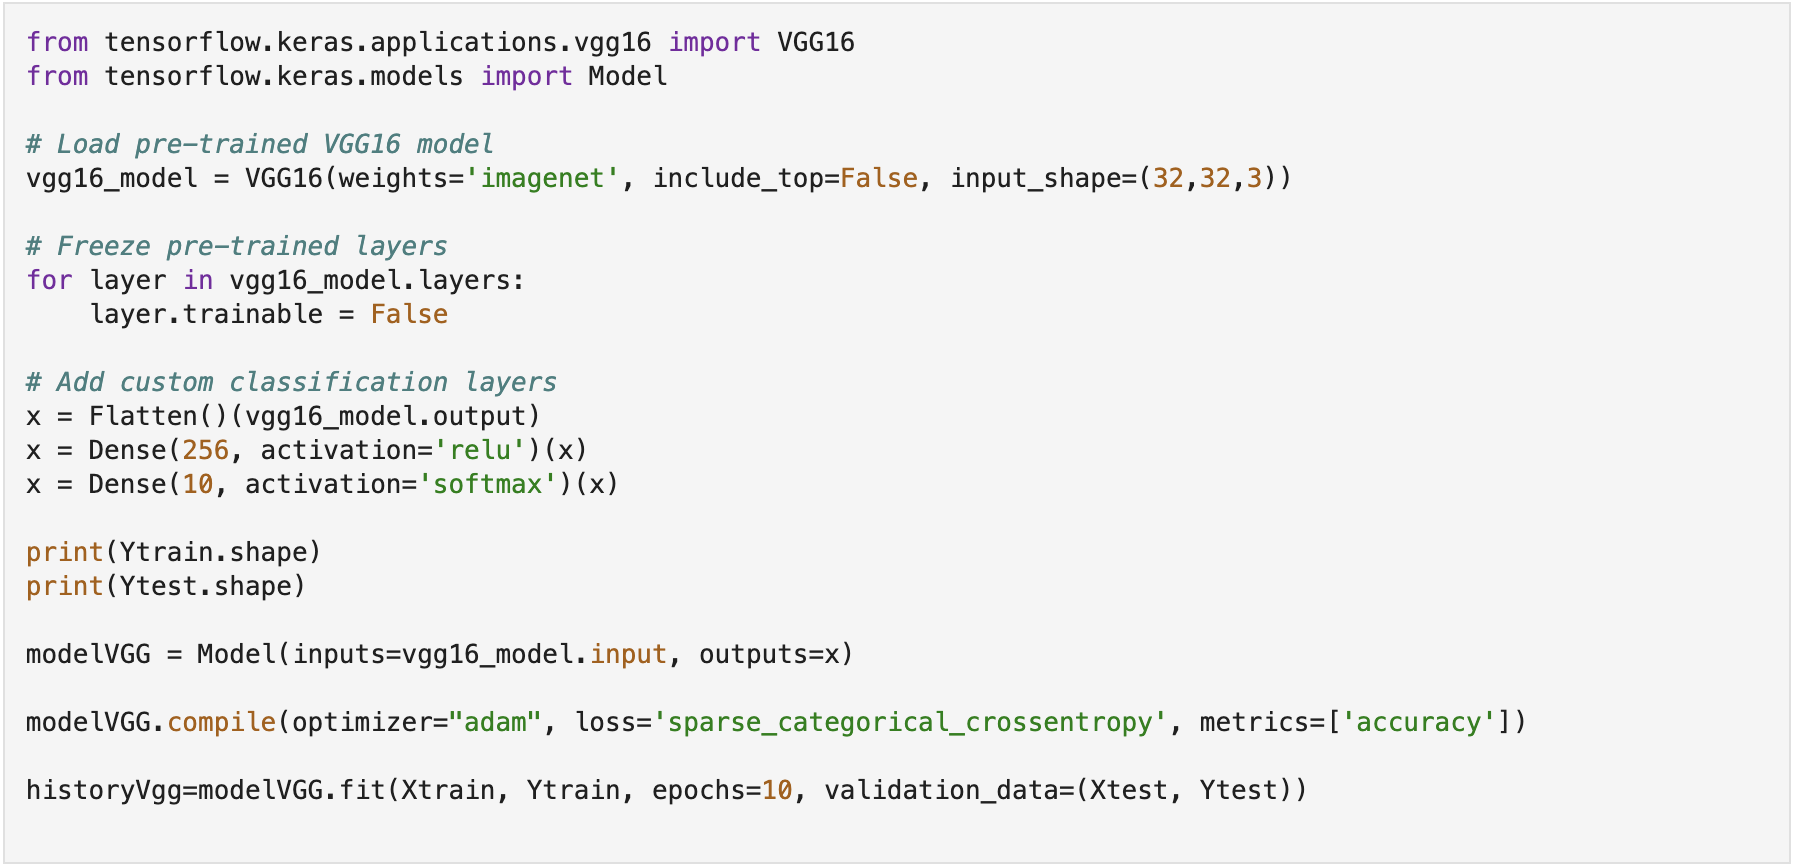 from tensorflow.keras.applications.vgg16 import VGG16
from tensorflow.keras.models import Model

# Load pre-trained VGG16 model
vgg16_model = VGG16(weights='imagenet', include_top=False, input_shape=(32,32,3))

# Freeze pre-trained layers
for layer in vgg16_model.layers:
    layer.trainable = False

# Add custom classification layers
x = Flatten()(vgg16_model.output)
x = Dense(256, activation='relu')(x)
x = Dense(10, activation='softmax')(x)

print(Ytrain.shape)
print(Ytest.shape)

modelVGG = Model(inputs=vgg16_model.input, outputs=x)

modelVGG.compile(optimizer="adam", loss='sparse_categorical_crossentropy', metrics=['accuracy'])

historyVgg=modelVGG.fit(Xtrain, Ytrain, epochs=10, validation_data=(Xtest, Ytest))